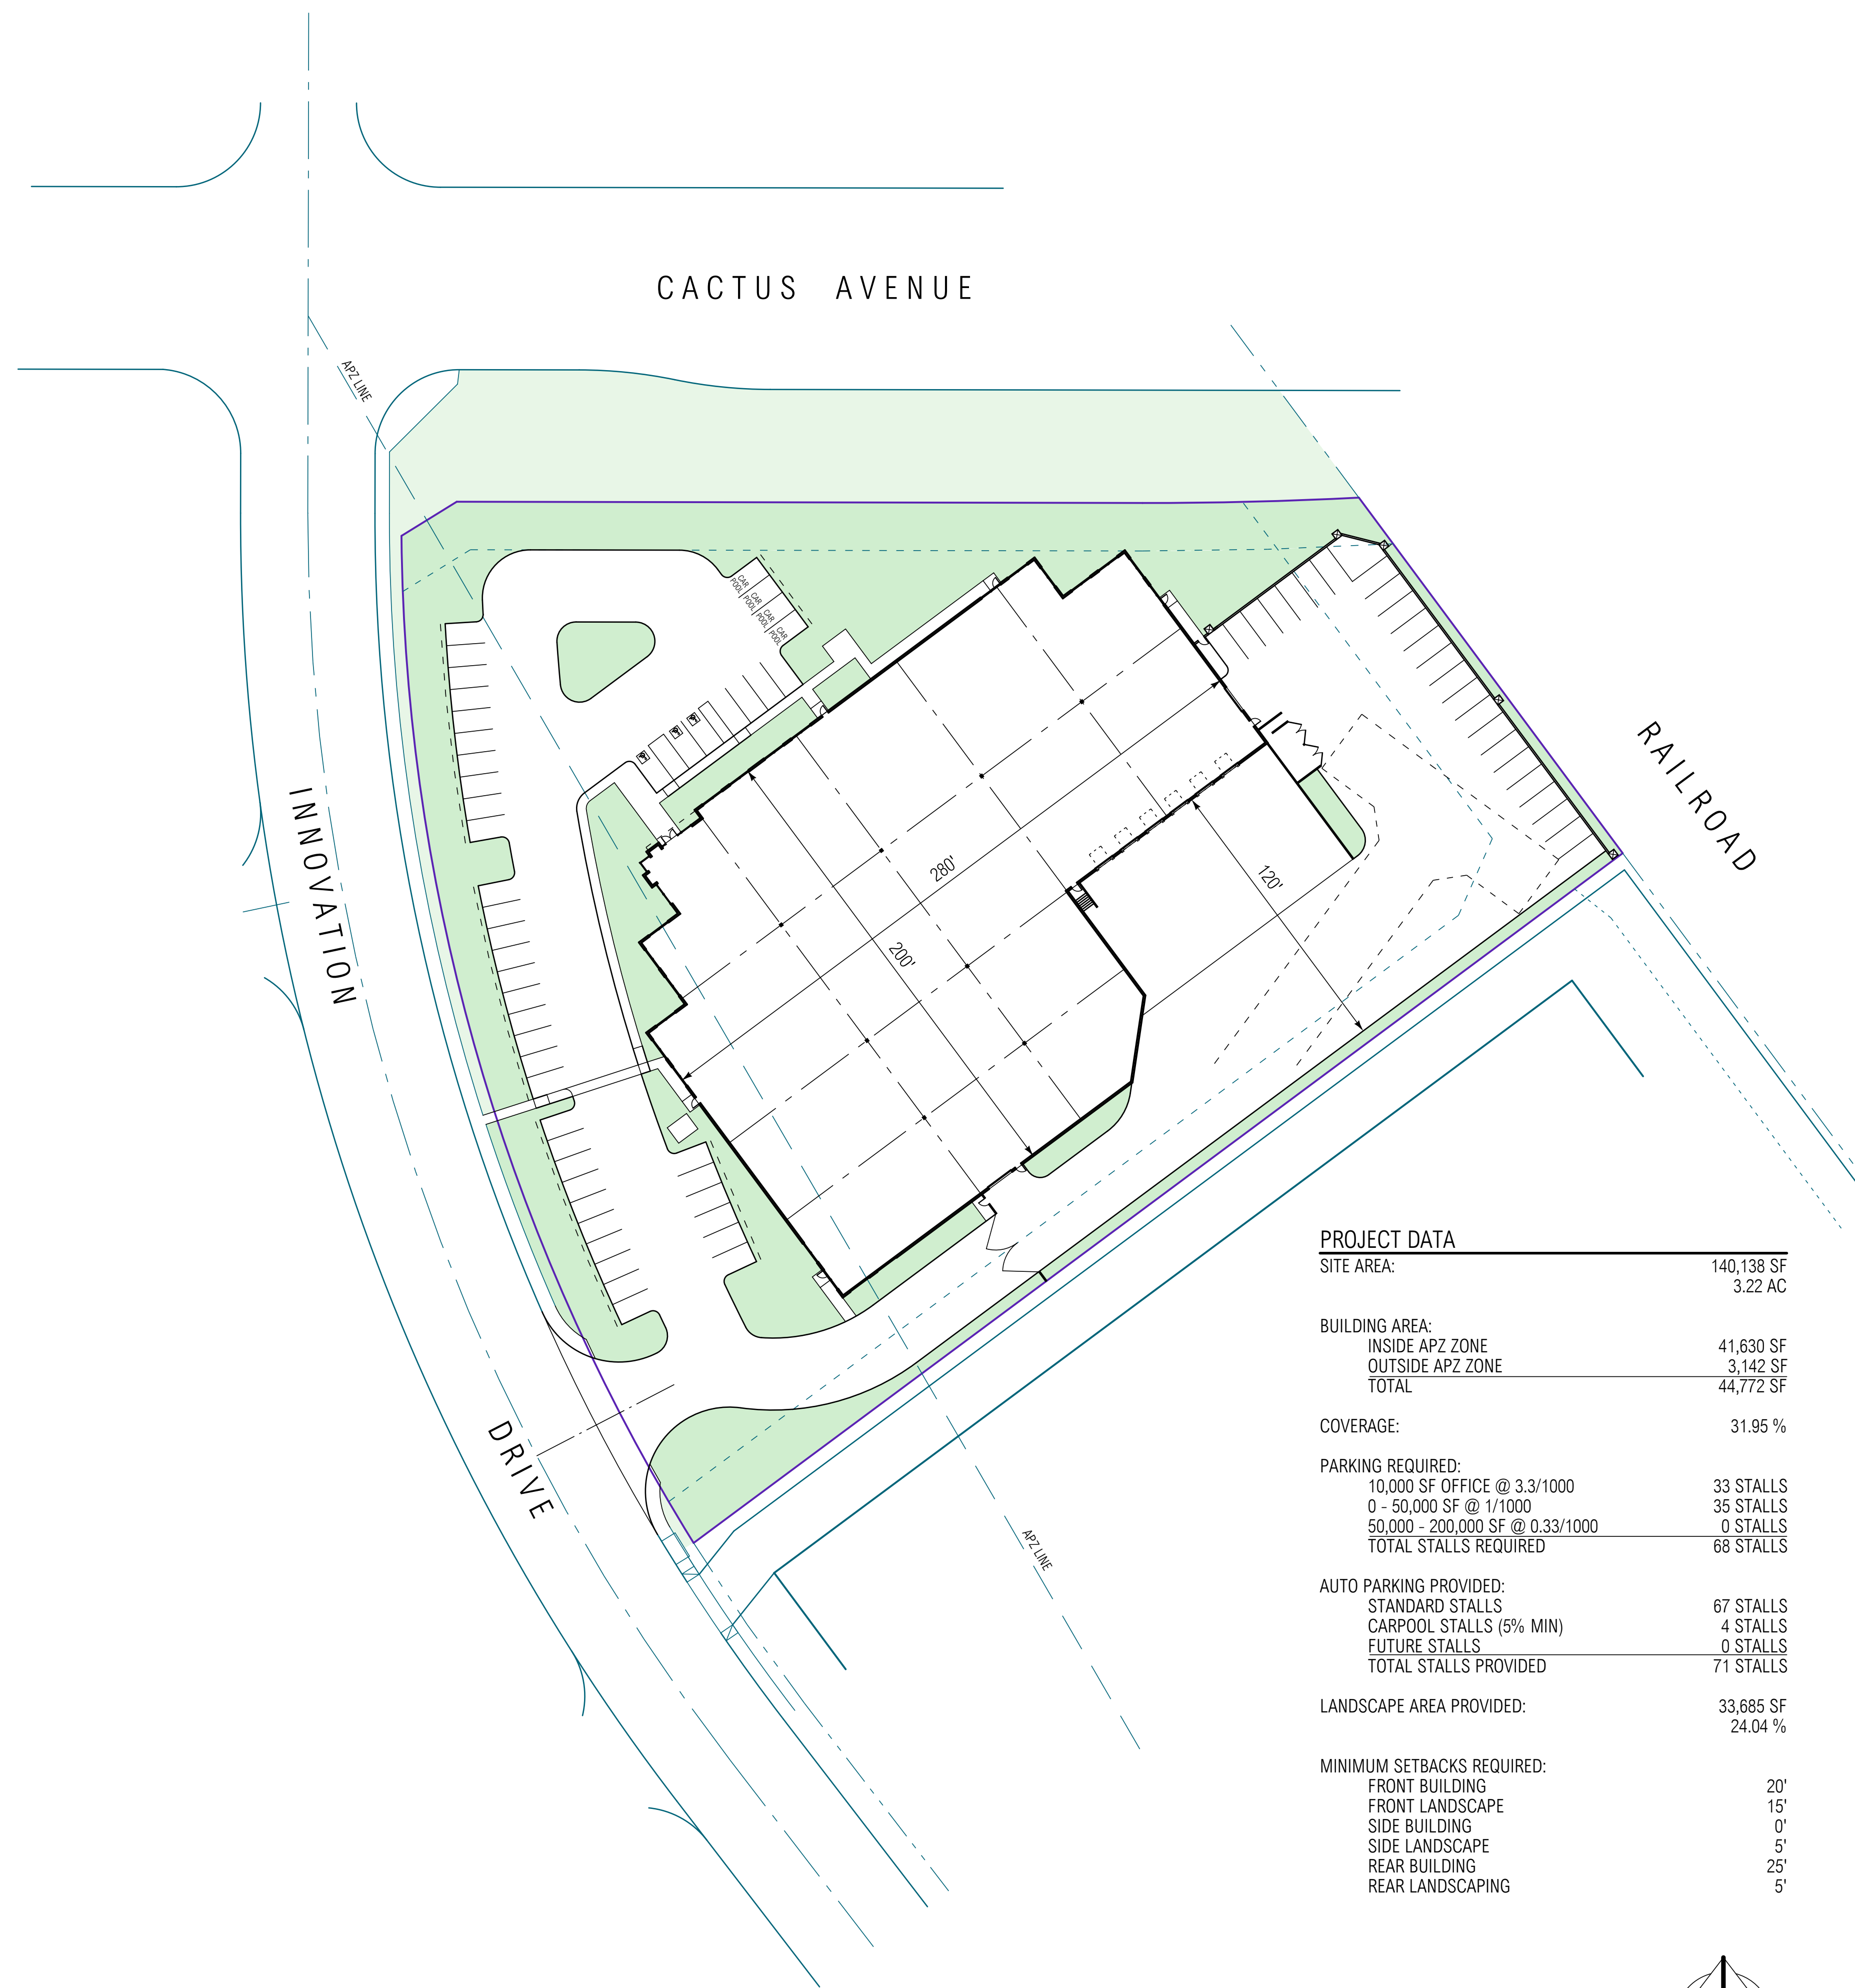 CACTUS AVENUE
APZ LINE
CAR
POOL
CAR
POOL
CAR
POOL
CAR
POOL
RAILROAD
INNOVATION
280'
120'
200'
DRIVE
APZ LINE
PROJECT DATA
SITE AREA: 140,138 SF
3.22 AC
BUILDING AREA:
INSIDE APZ ZONE 41,630 SF
OUTSIDE APZ ZONE 3,142 SF
TOTAL 44,772 SF
COVERAGE: 31.95 %
PARKING REQUIRED:
10,000 SF OFFICE @ 3.3/1000 33 STALLS
0 - 50,000 SF @ 1/1000 35 STALLS
50,000 - 200,000 SF @ 0.33/1000 0 STALLS
TOTAL STALLS REQUIRED 68 STALLS
AUTO PARKING PROVIDED:
STANDARD STALLS 67 STALLS
CARPOOL STALLS (5% MIN) 4 STALLS
FUTURE STALLS 0 STALLS
TOTAL STALLS PROVIDED 71 STALLS
LANDSCAPE AREA PROVIDED: 33,685 SF
24.04 %
MINIMUM SETBACKS REQUIRED:
FRONT BUILDING 20'
FRONT LANDSCAPE 15'
SIDE BUILDING 0'
SIDE LANDSCAPE 5'
REAR BUILDING 25'
REAR LANDSCAPING 5'